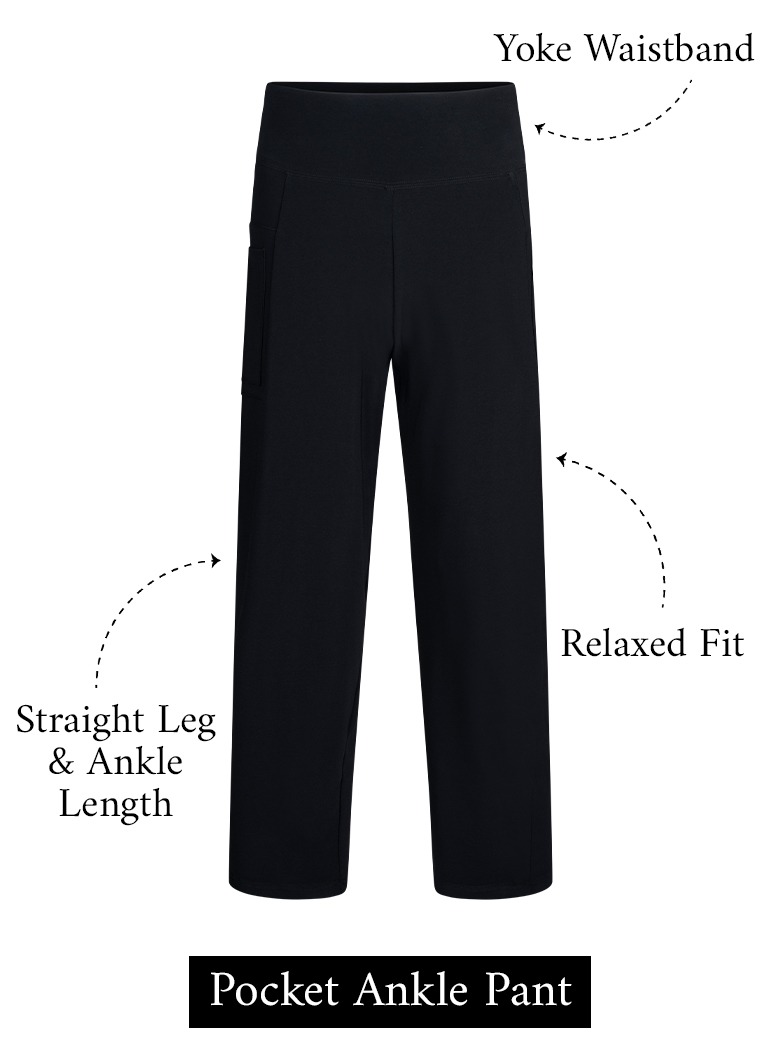 Yoke Waistband
Relaxed Fit
Straight Leg
& Ankle
Length
Pocket Ankle Pant